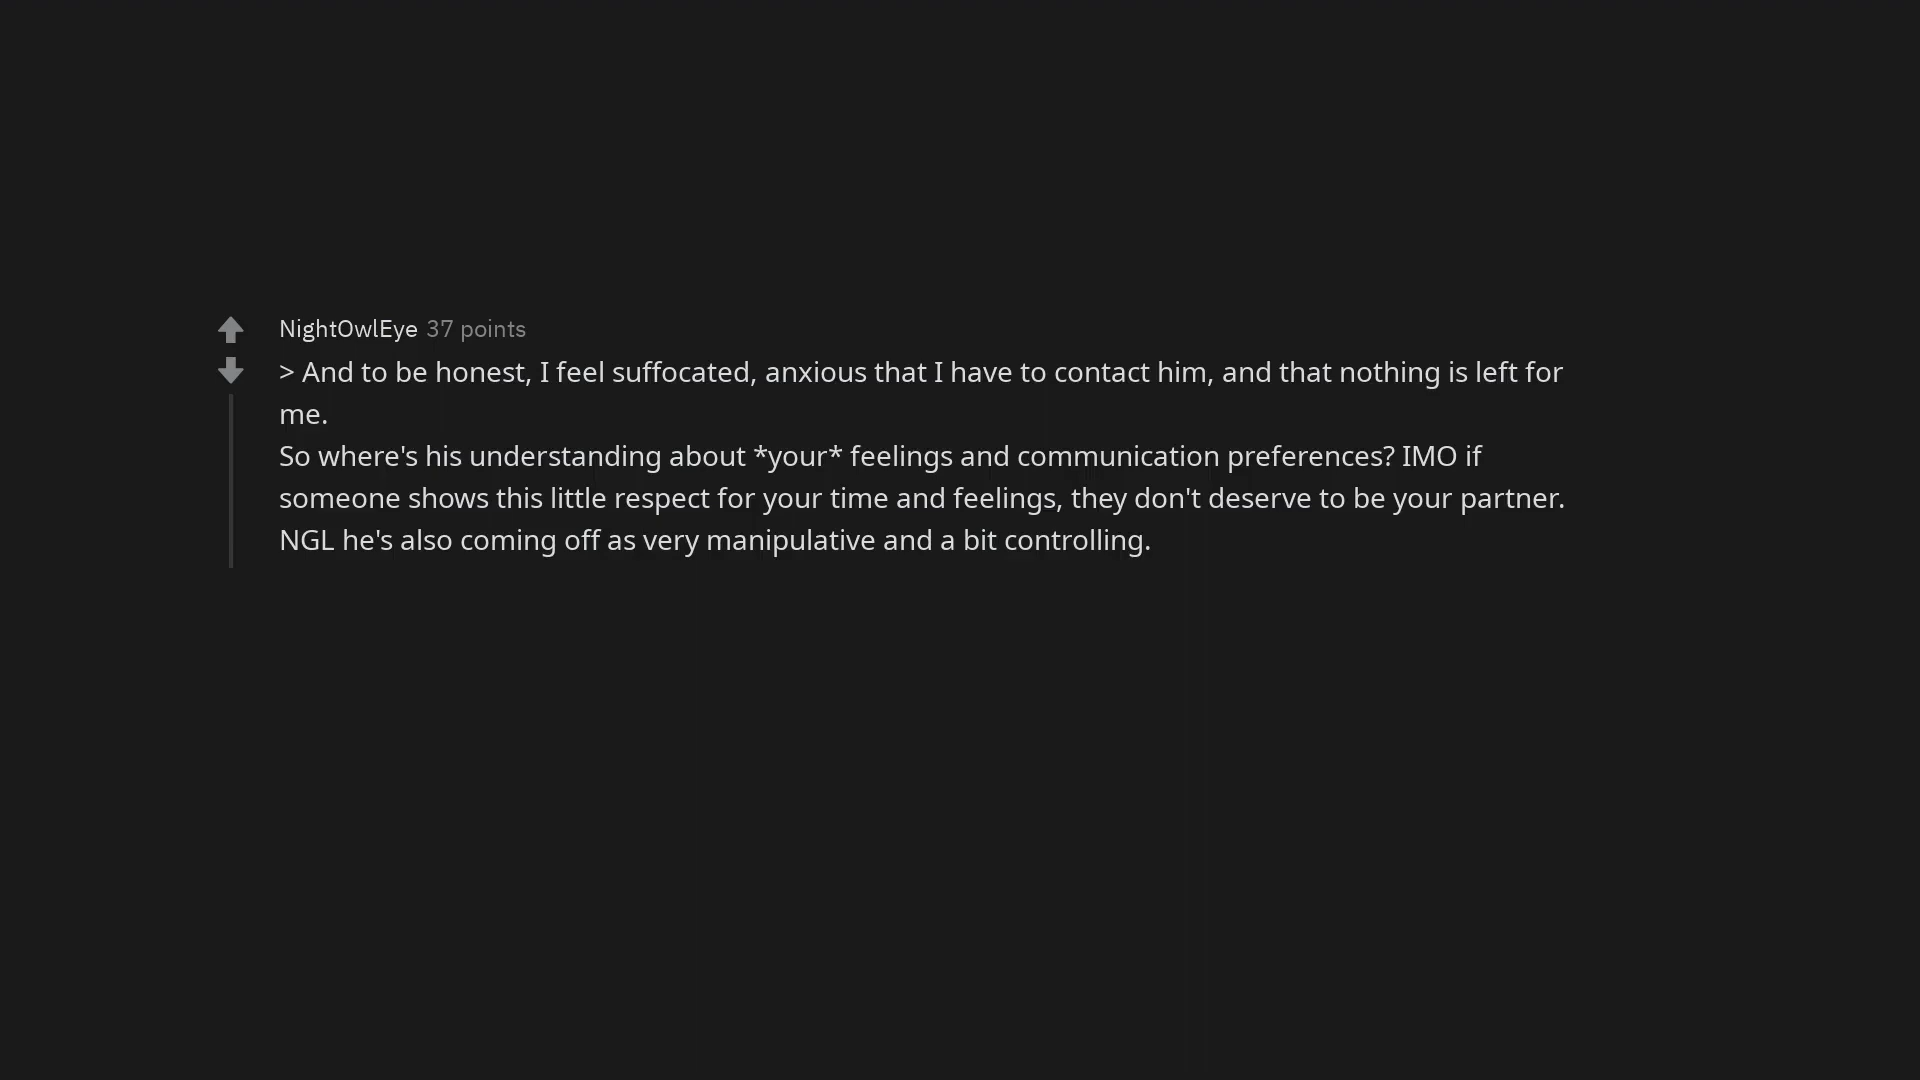 NightOwlEye 37 points
> And to be honest, I feel suffocated, anxious that I have to contact him, and that nothing is left for
me.
So where's his understanding about *your* feelings and communication preferences? IMO if
someone shows this little respect for your time and feelings, they don't deserve to be your partner.
NGL he's also coming off as very manipulative and a bit controlling.